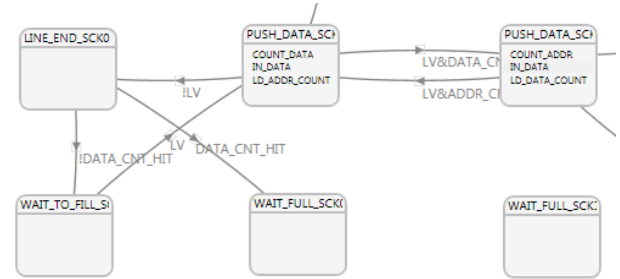 LINE_END_SCK0
PUSH_DATA_SCK
PUSH_DATA_SCK
COUNT_DATA
IN_DATA
LD_ADDR_COUNT
COUNT_ADDR
IN_DATA
LD_DATA_COUNT
LV&DATA_CN
!LV
LV&ADDR_C
LV
DATA_CNT_HIT
!DATA_CNT_HIT
WAIT_TO_FILL_S
WAIT_FULL_SCK
WAIT_FULL_SCK